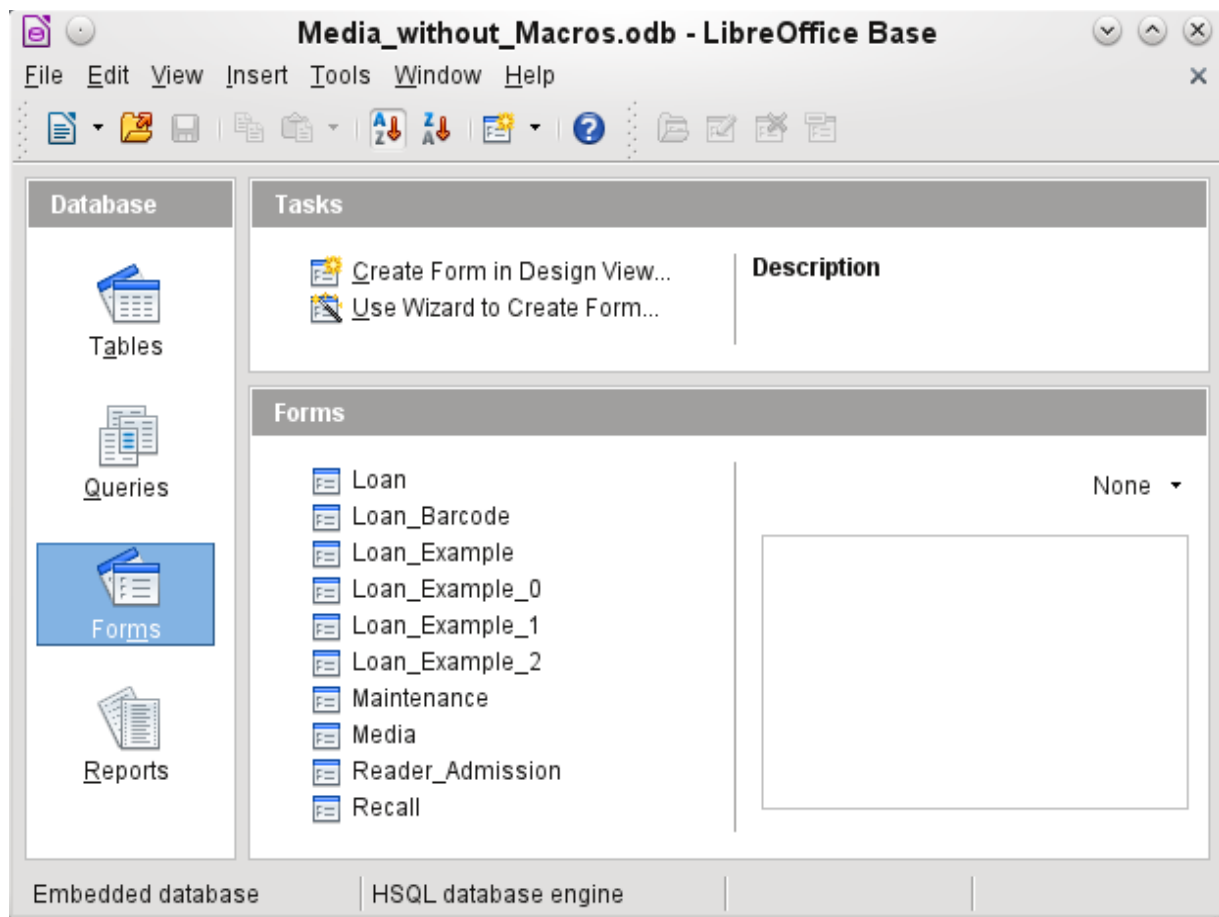 Media_without_Macros.odb - LibreOffice Base
File Edit View Insert Tools Window Help
Database
Tables
Queries
Forms
Reports
Tasks
Create Form in Design View...
Use Wizard to Create Form...
Description
Forms
Loan
Loan_Barcode
Loan_Example
Loan_Example_0
Loan_Example_1
Loan_Example_2
Maintenance
Media
Reader_Admission
Recall
None
Embedded database HSQL database engine